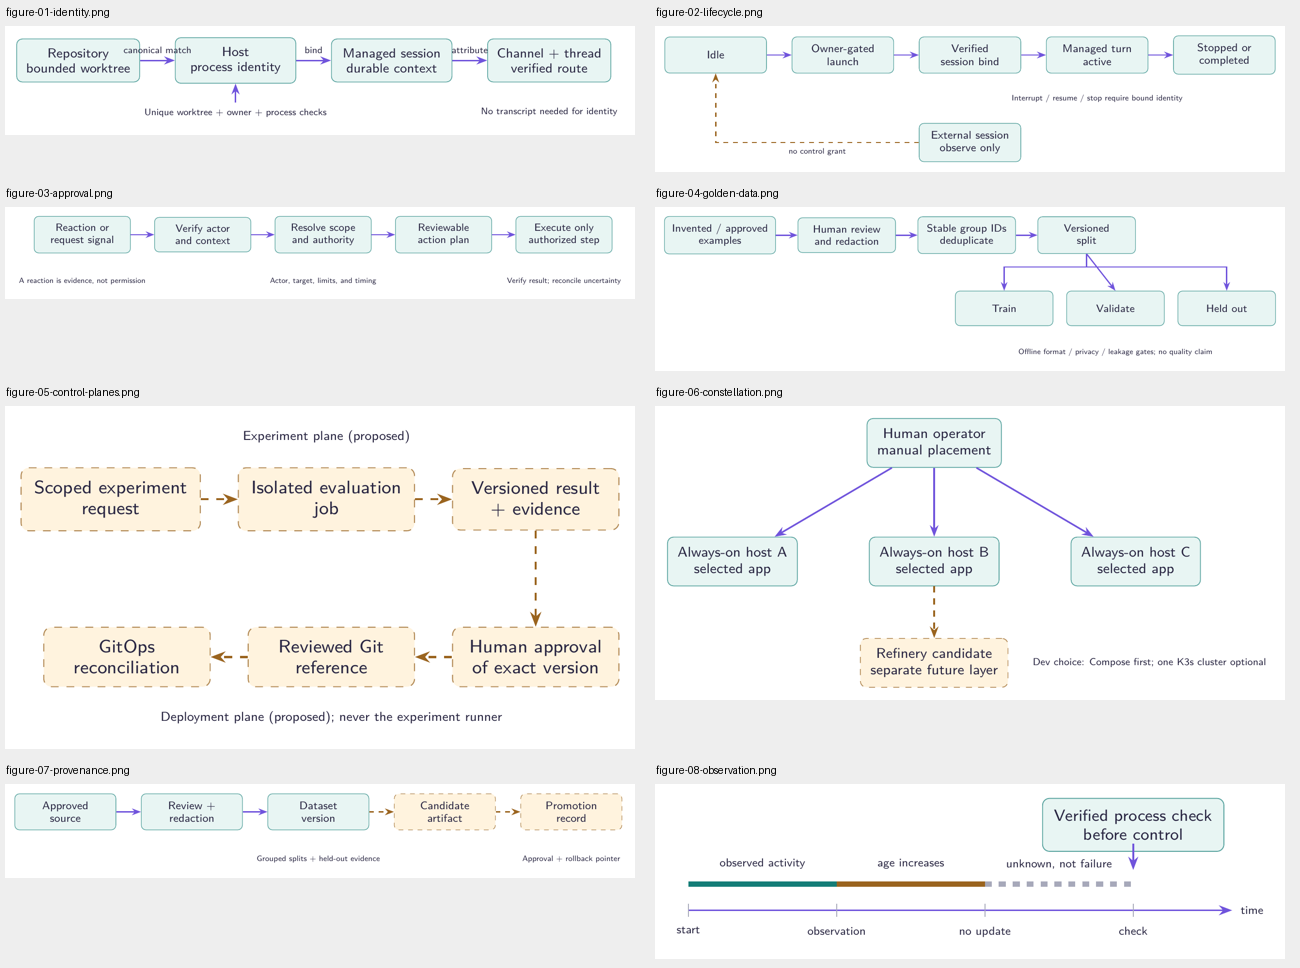 figure-01-identity.png
Repository
bounded worktree
canonical match
Host
process identity
bind
Managed session
durable context
attribute
Channel + thread
verified route
Unique worktree + owner + process checks
No transcript needed for identity
figure-02-lifecycle.png
Idle
Owner-gated
launch
Verified
session bind
Managed turn
active
Stopped or
completed
Interrupt / resume / stop require bound identity
External session
observe only
no control grant
figure-03-approval.png
Reaction or
request signal
Verify actor
and context
Resolve scope
and authority
Reviewable
action plan
Execute only
authorized step
A reaction is evidence, not permission
Actor, target, limits, and timing
Verify result; reconcile uncertainty
figure-04-golden-data.png
Invented / approved
examples
Human review
and redaction
Stable group IDs
deduplicate
Versioned
split
Train
Validate
Held out
Offline format / privacy / leakage gates; no quality claim
figure-05-control-planes.png
Experiment plane (proposed)
Scoped experiment
request
Isolated evaluation
job
Versioned result
+ evidence
GitOps
reconciliation
Reviewed Git
reference
Human approval
of exact version
Deployment plane (proposed); never the experiment runner
figure-06-constellation.png
Human operator
manual placement
Always-on host A
selected app
Always-on host B
selected app
Always-on host C
selected app
Refinery candidate
separate future layer
Dev choice: Compose first; one K3s cluster optional
figure-07-provenance.png
Approved
source
Review +
redaction
Dataset
version
Candidate
artifact
Promotion
record
Grouped splits + held-out evidence
Approval + rollback pointer
figure-08-observation.png
Verified process check
before control
observed activity
age increases
unknown, not failure
time
start
observation
no update
check